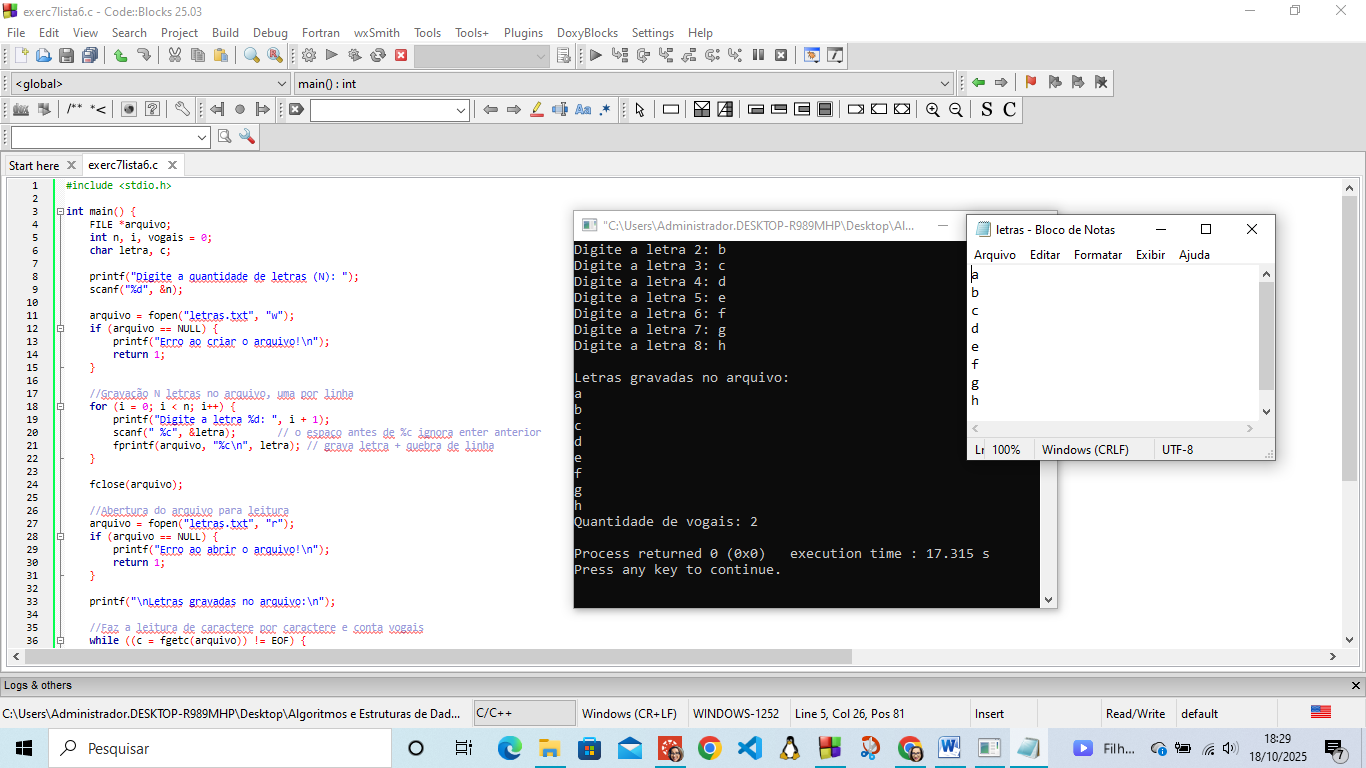 exerc7lista6.c - Code::Blocks 25.03
File Edit View Search Project Build Debug Fortran wxSmith Tools Tools+ Plugins DoxyBlocks Settings Help
<global>
main() : int
/** *<
Aa .*
S C
Start here
exerc7lista6.c
1 #include <stdio.h>
2
3 int main() {
4 FILE *arquivo;
5 int n, i, vogais = 0;
6 char letra, c;
7
8 printf("Digite a quantidade de letras (N): ");
9 scanf("%d", &n);
10
11 arquivo = fopen("letras.txt", "w");
12 if (arquivo == NULL) {
13 printf("Erro ao criar o arquivo!\n");
14 return 1;
15 }
16
17 //Gravação N letras no arquivo, uma por linha
18 for (i = 0; i < n; i++) {
19 printf("Digite a letra %d: ", i + 1);
20 scanf(" %c", &letra); // o espaço antes de %c ignora enter anterior
21 fprintf(arquivo, "%c\n", letra); // grava letra + quebra de linha
22 }
23
24 fclose(arquivo);
25
26 //Abertura do arquivo para leitura
27 arquivo = fopen("letras.txt", "r");
28 if (arquivo == NULL) {
29 printf("Erro ao abrir o arquivo!\n");
30 return 1;
31 }
32
33 printf("\nLetras gravadas no arquivo:\n");
34
35 //Faz a leitura de caractere por caractere e conta vogais
36 while ((c = fgetc(arquivo)) != EOF) {
"C:\Users\Administrador.DESKTOP-R989MHP\Desktop\Al...
Digite a letra 2: b
Digite a letra 3: c
Digite a letra 4: d
Digite a letra 5: e
Digite a letra 6: f
Digite a letra 7: g
Digite a letra 8: h
Letras gravadas no arquivo:
a
b
c
d
e
f
g
h
Quantidade de vogais: 2
Process returned 0 (0x0) execution time : 17.315 s
Press any key to continue.
letras - Bloco de Notas
Arquivo Editar Formatar Exibir Ajuda
a
b
c
d
e
f
g
h
100% Windows (CRLF) UTF-8
Logs & others
C:\Users\Administrador.DESKTOP-R989MHP\Desktop\Algoritmos e Estruturas de Dad... C/C++ Windows (CR+LF) WINDOWS-1252 Line 5, Col 26, Pos 81 Insert Read/Write default
Pesquisar
Filh...
18:29
18/10/2025
7